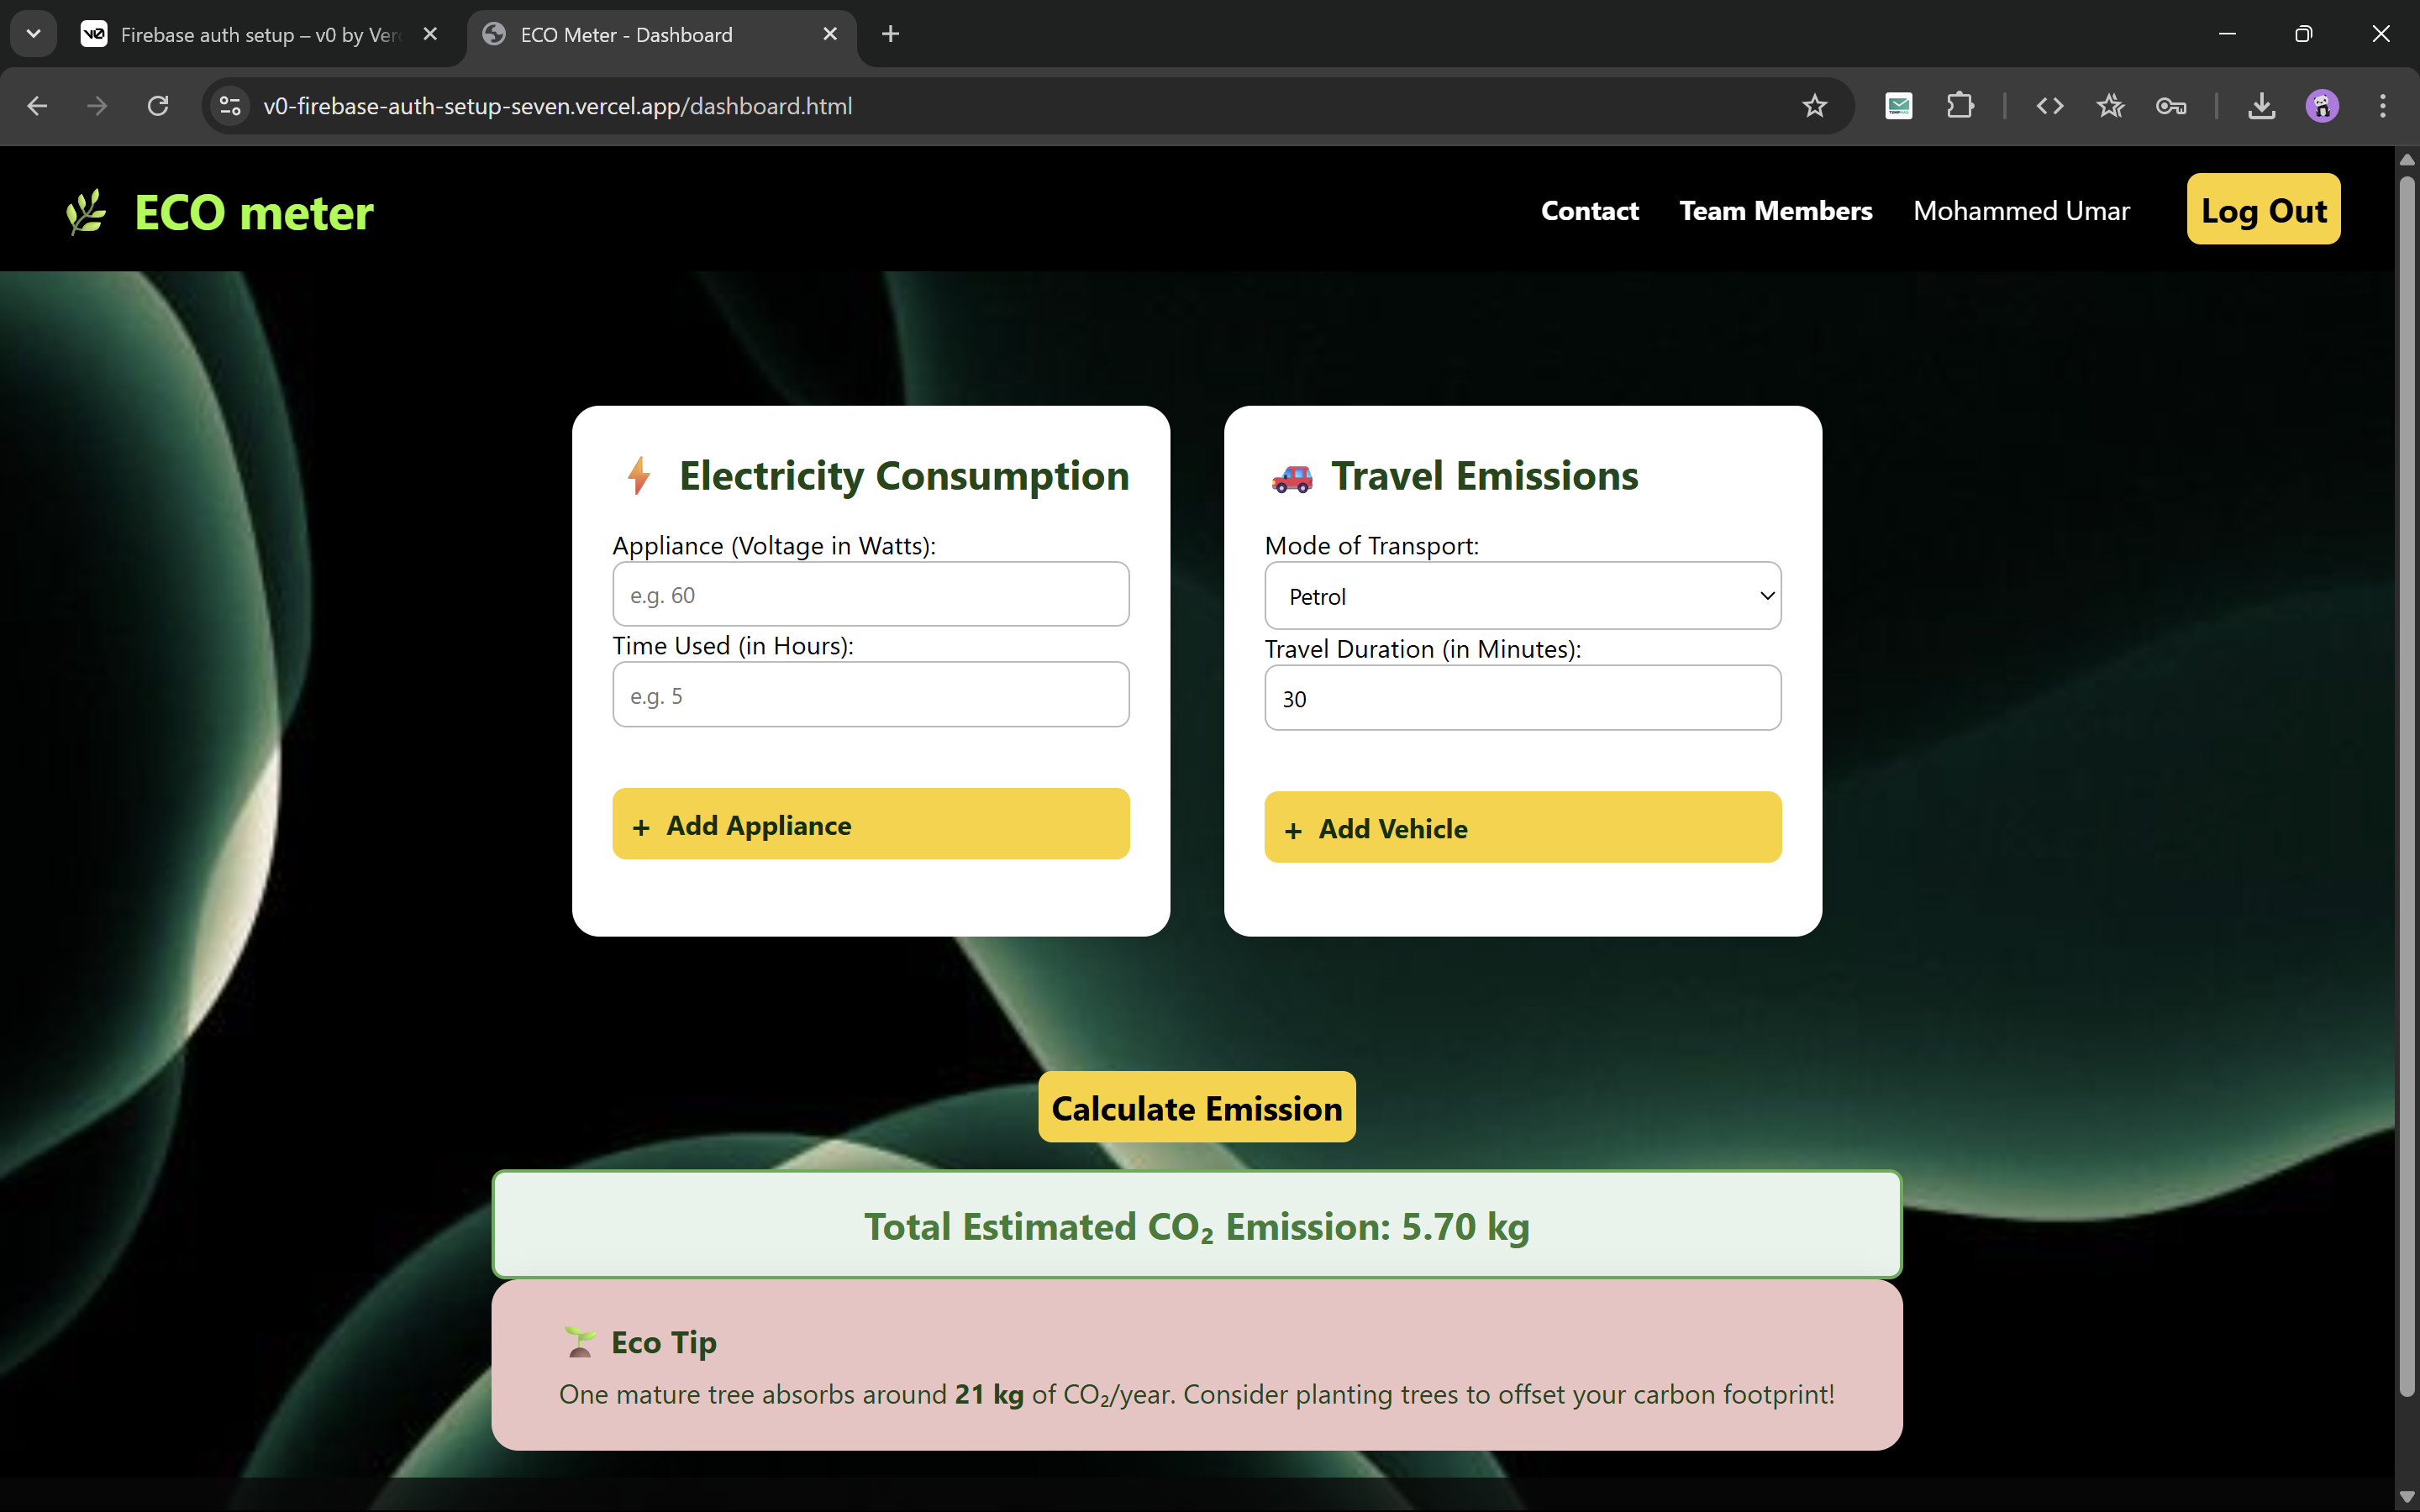 Firebase auth setup – v0 by Ver
ECO Meter - Dashboard
v0-firebase-auth-setup-seven.vercel.app/dashboard.html
ECO meter
Contact
Team Members
Mohammed Umar
Log Out
Electricity Consumption
Appliance (Voltage in Watts):
e.g. 60
Time Used (in Hours):
e.g. 5
+ Add Appliance
Travel Emissions
Mode of Transport:
Petrol
Travel Duration (in Minutes):
30
+ Add Vehicle
Calculate Emission
Total Estimated CO₂ Emission: 5.70 kg
Eco Tip
One mature tree absorbs around 21 kg of CO₂/year. Consider planting trees to offset your carbon footprint!